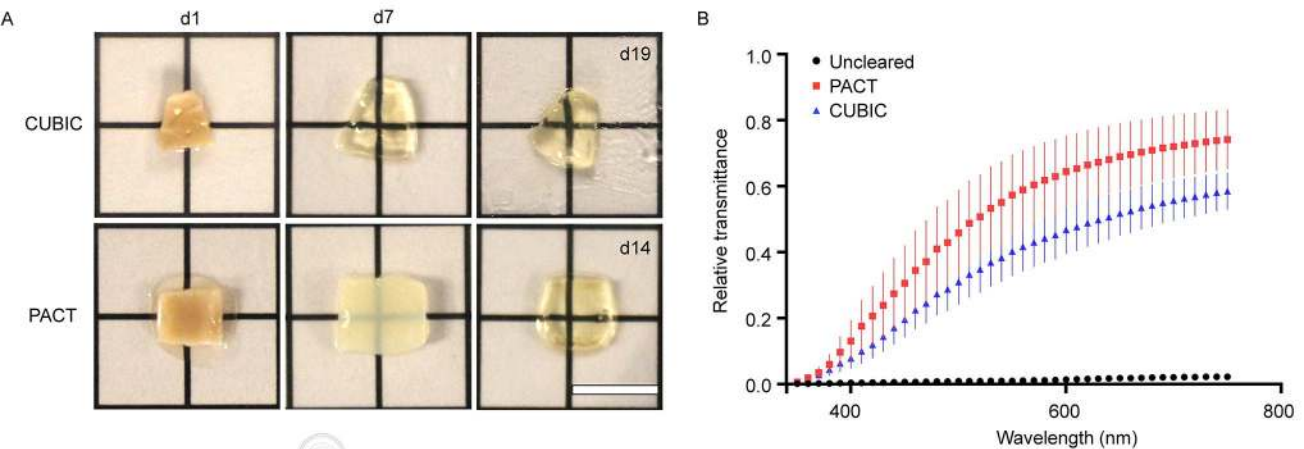 A
d1
d7
d19
CUBIC
d14
PACT
B
Uncleared
PACT
CUBIC
1.0
0.8
0.6
0.4
0.2
0.0
Relative transmittance
400
600
800
Wavelength (nm)